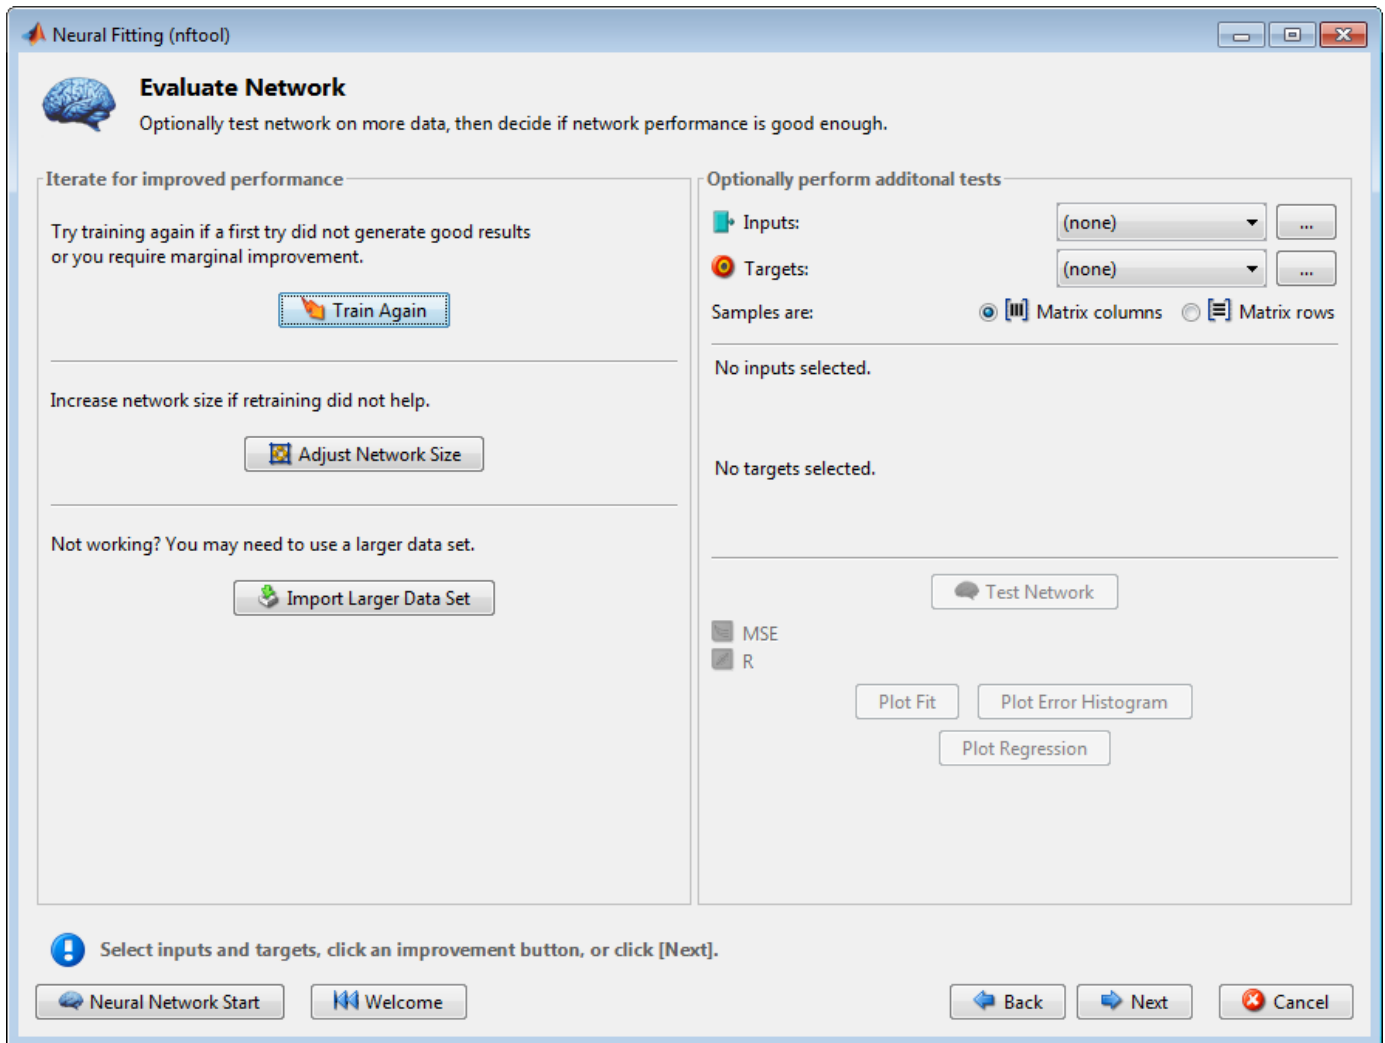 Neural Fitting (nftool)
Evaluate Network
Optionally test network on more data, then decide if network performance is good enough.
Iterate for improved performance
Try training again if a first try did not generate good results
or you require marginal improvement.
Train Again
Increase network size if retraining did not help.
Adjust Network Size
Not working? You may need to use a larger data set.
Import Larger Data Set
Optionally perform additonal tests
Inputs: (none) ...
Targets: (none) ...
Samples are: Matrix columns Matrix rows
No inputs selected.
No targets selected.
Test Network
MSE
R
Plot Fit Plot Error Histogram
Plot Regression
Select inputs and targets, click an improvement button, or click [Next].
Neural Network Start Welcome Back Next Cancel